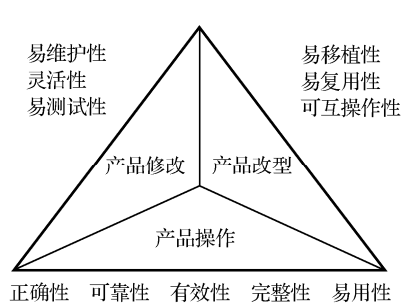 易维护性
灵活性
易测试性
易移植性
易复用性
可互操作性
产品修改
产品改型
产品操作
正确性 可靠性 有效性 完整性 易用性